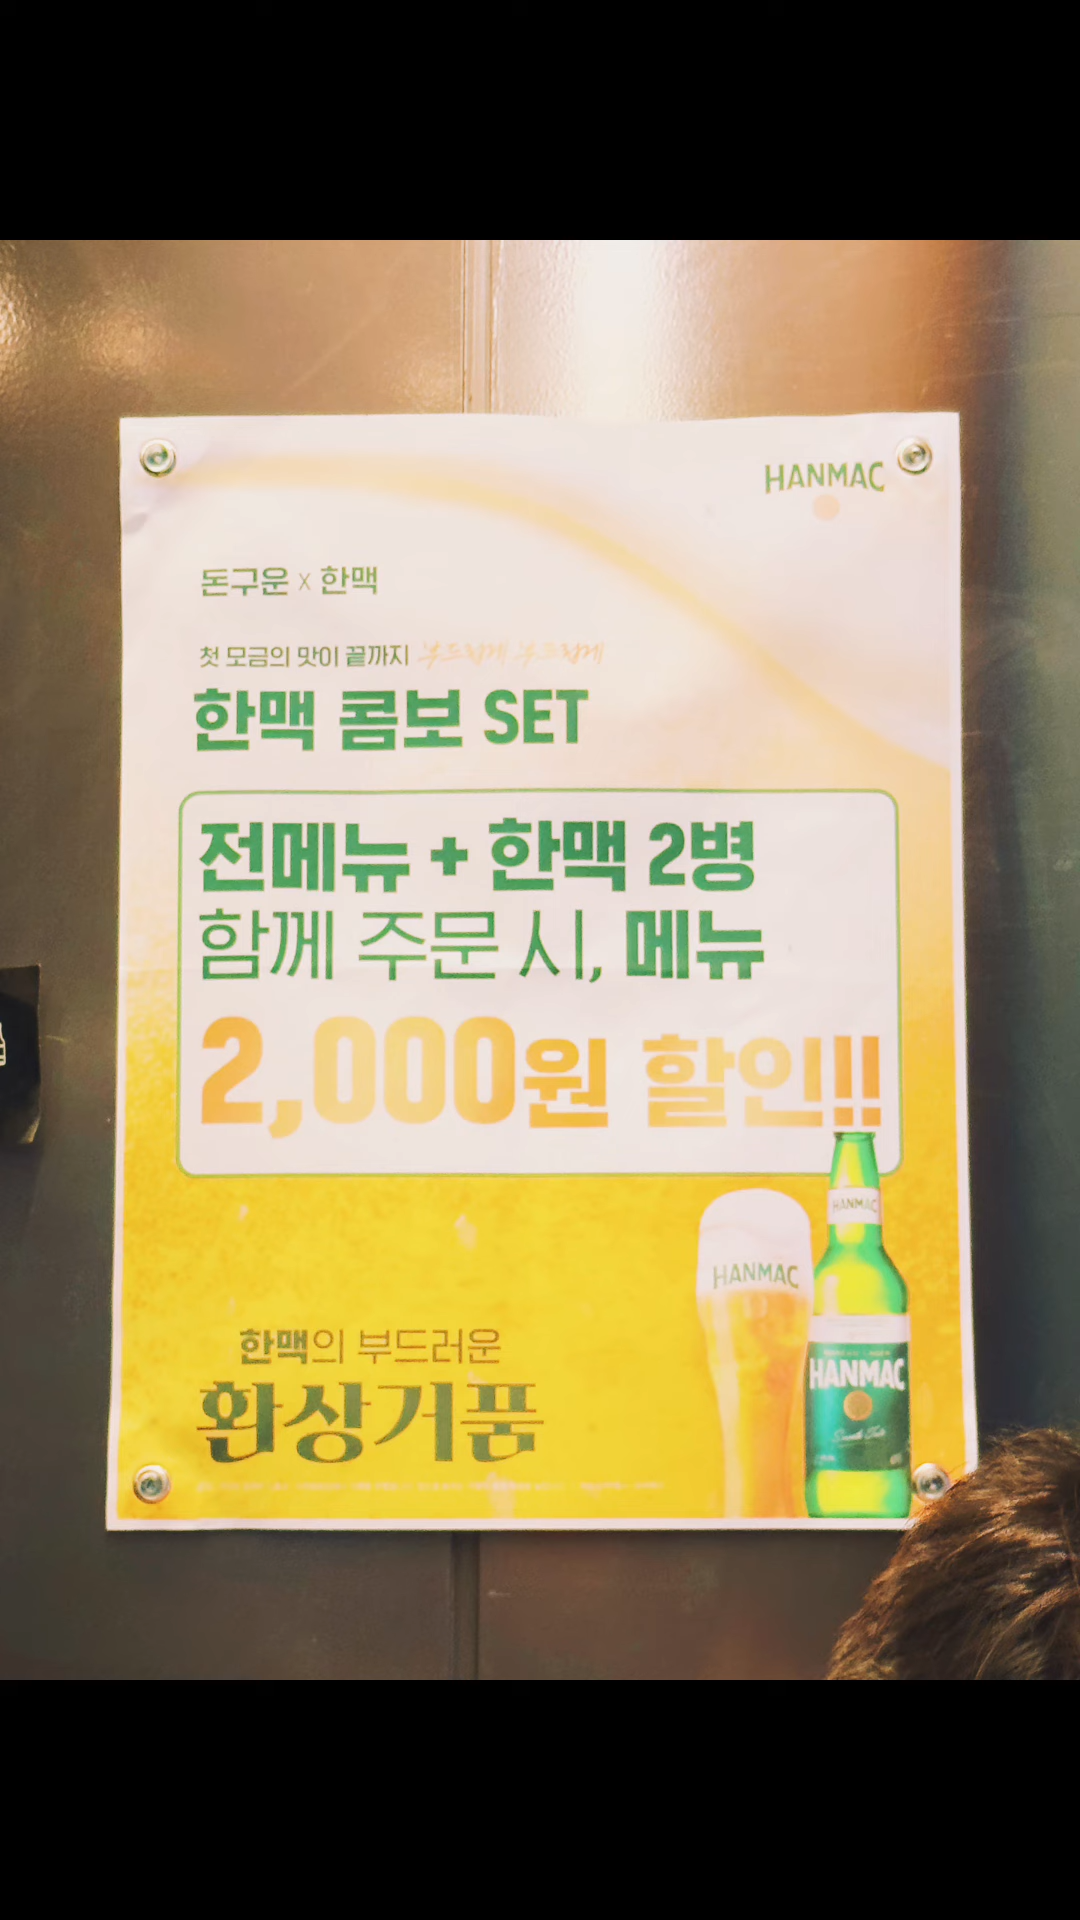 HANMAC
돈구운 x 한맥
첫 모금의 맛이 끝까지 부드럽게 부드럽게
한맥 콤보 SET
전메뉴 + 한맥 2병
함께 주문 시, 메뉴
2,000원 할인!!
HANMAC
HANMAC
HANMAC
한맥의 부드러운
환상거품